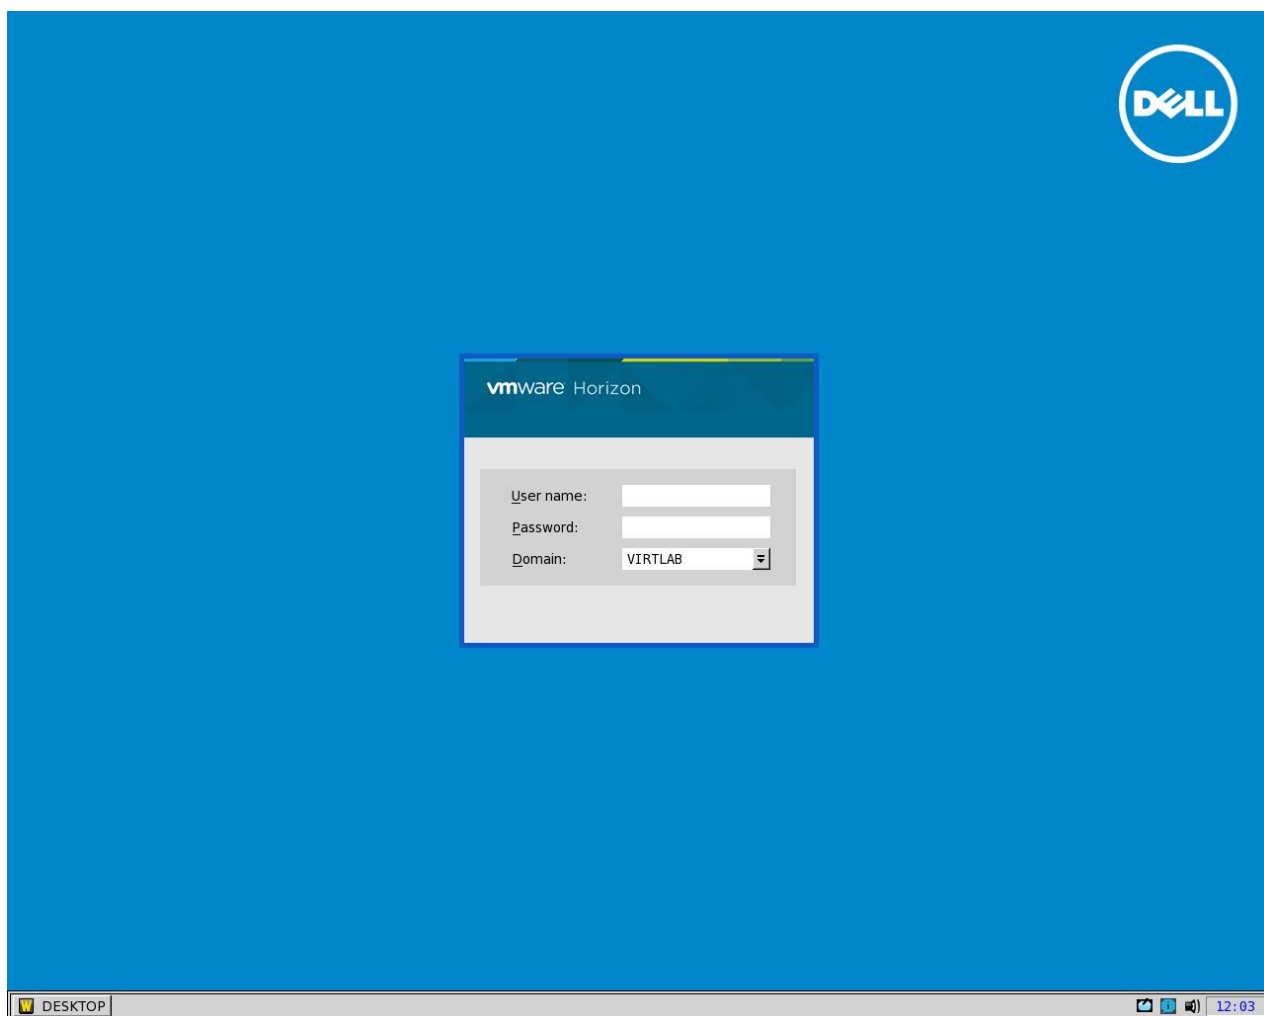 DELL
vmware Horizon
User name:
Password:
Domain: VIRTLAB
W DESKTOP
i 12:03